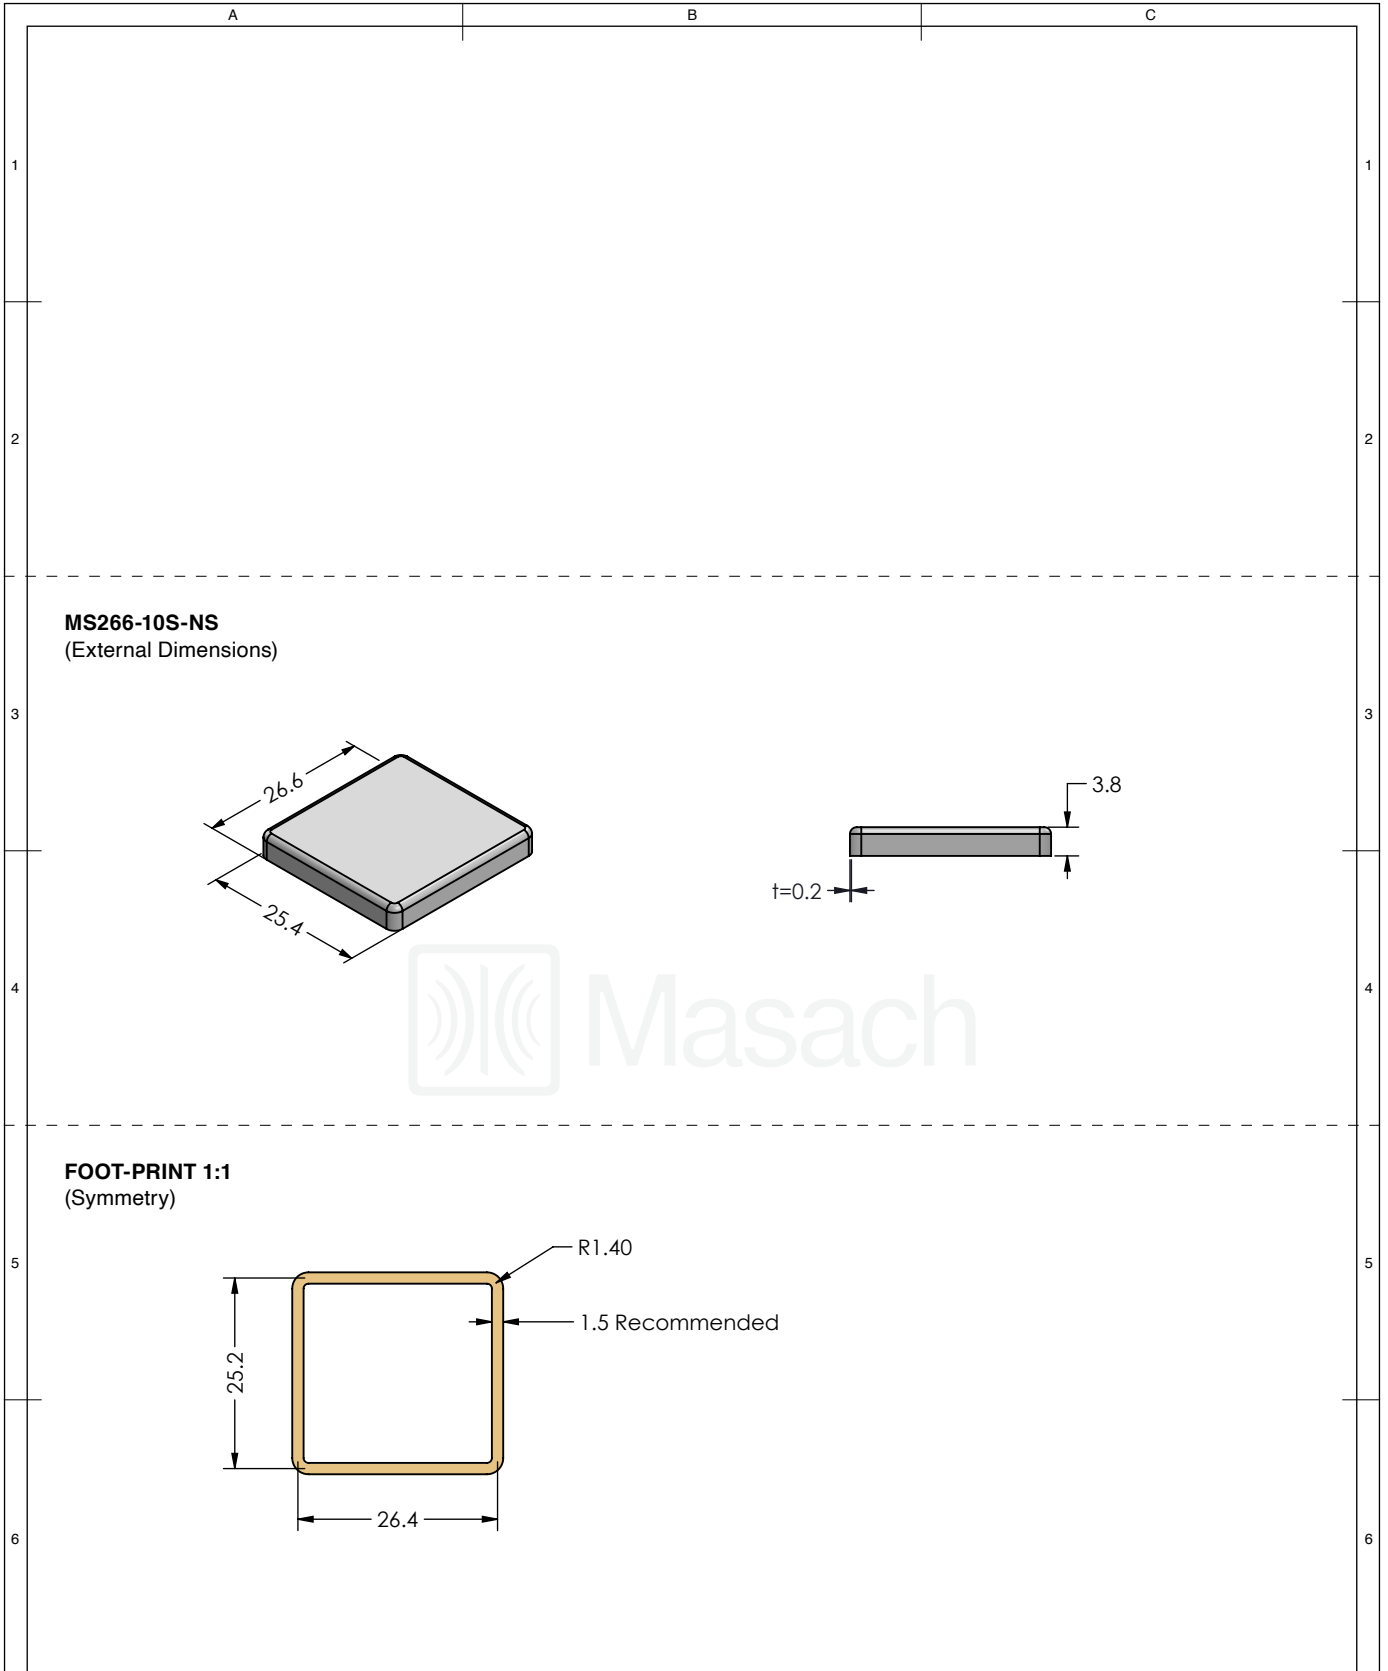 A B C
1 1
2 2
MS266-10S-NS
(External Dimensions)
3 3
26.6
3.8
t=0.2
25.4
Masach
4 4
FOOT-PRINT 1:1
(Symmetry)
R1.40
5 5
1.5 Recommended
25.2
26.4
6 6